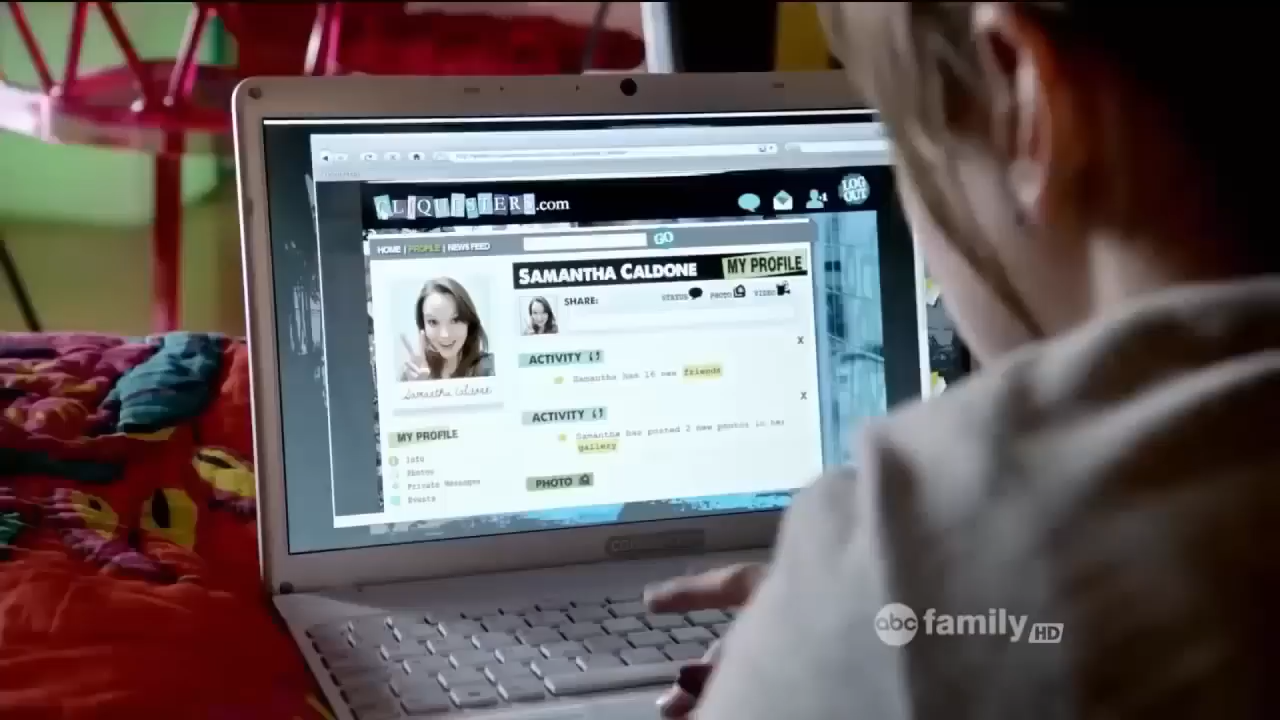 CLIQUESTERS.com
LOG OUT
HOME | PROFILE | NEWS FEED
GO
SAMANTHA CALDONE
MY PROFILE
SHARE:
STATUS
PHOTO
VIDEO
X
ACTIVITY
Samantha has 16 new friends
X
ACTIVITY
Samantha has posted 2 new photos in her
gallery
Samantha Caldone
MY PROFILE
Info
Photos
Private Messages
Events
PHOTO
abc family HD